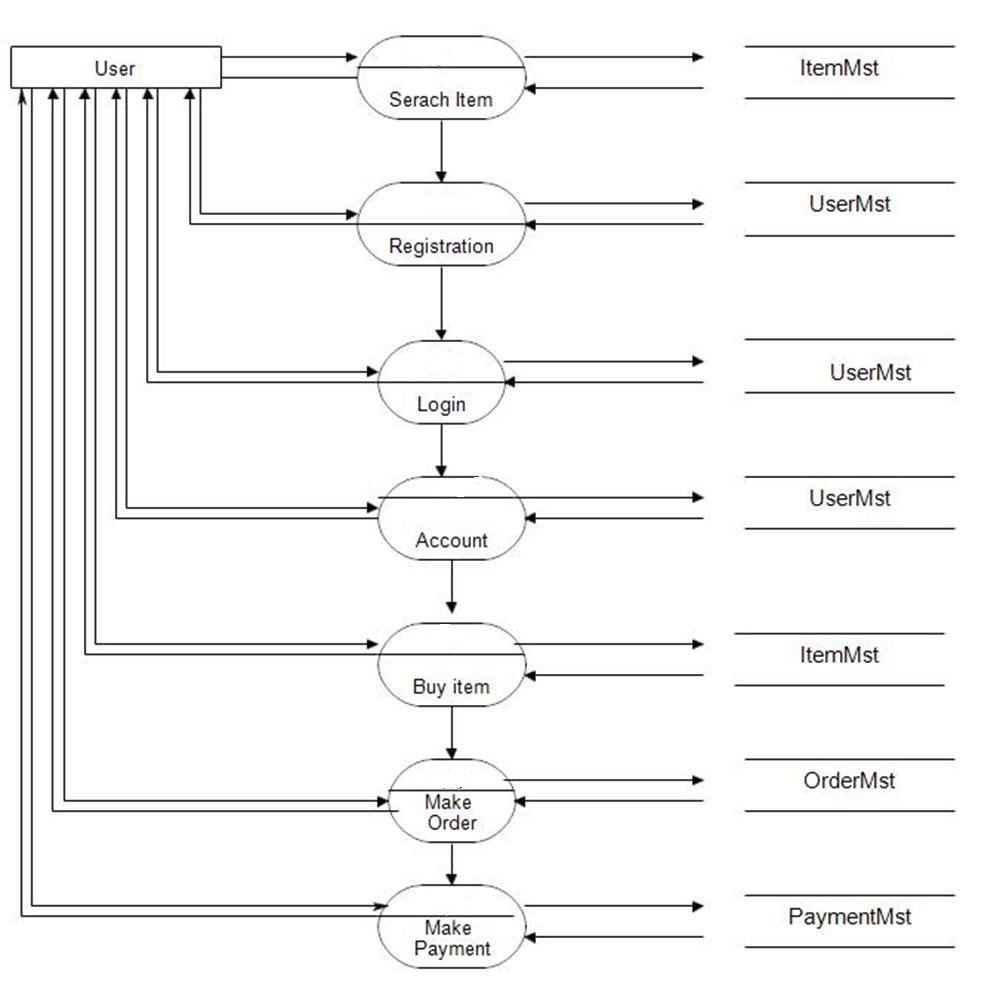 User
Serach Item
ItemMst
Registration
UserMst
Login
UserMst
Account
UserMst
Buy item
ItemMst
Make
Order
OrderMst
Make
Payment
PaymentMst